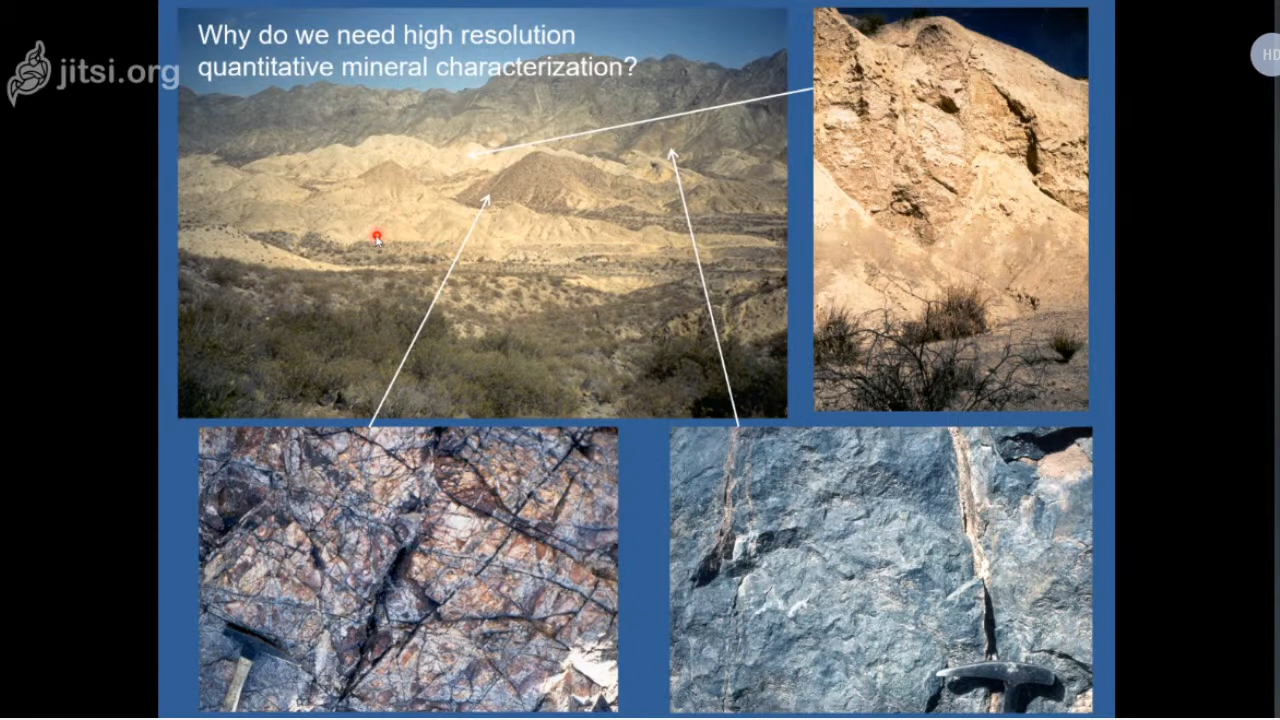 Why do we need high resolution
quantitative mineral characterization?
jitsi.org
HD